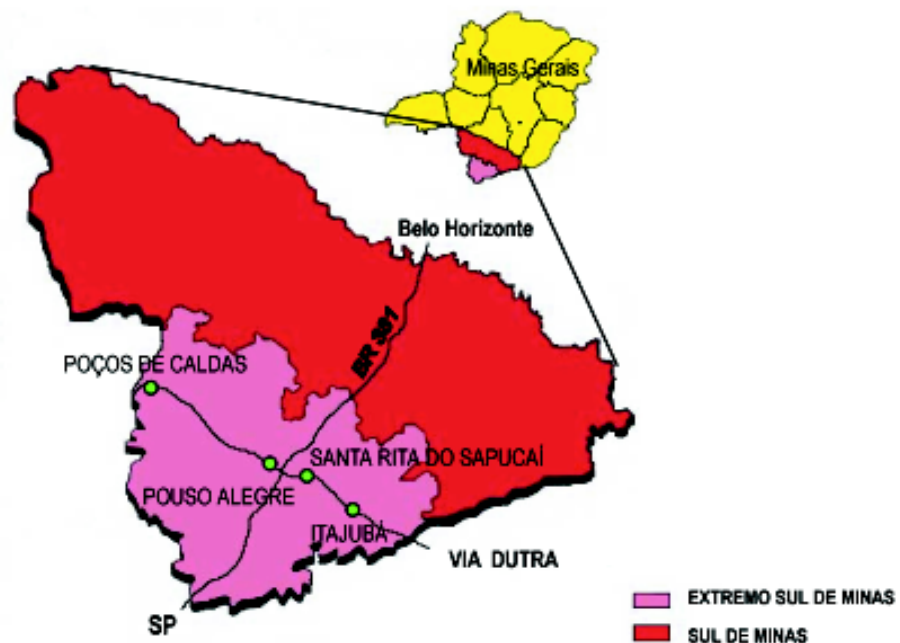 Minas Gerais
Belo Horizonte
BR 381
POÇOS DE CALDAS
SANTA RITA DO SAPUCAÍ
POUSO ALEGRE
ITAJUBÁ
VIA DUTRA
SP
EXTREMO SUL DE MINAS
SUL DE MINAS